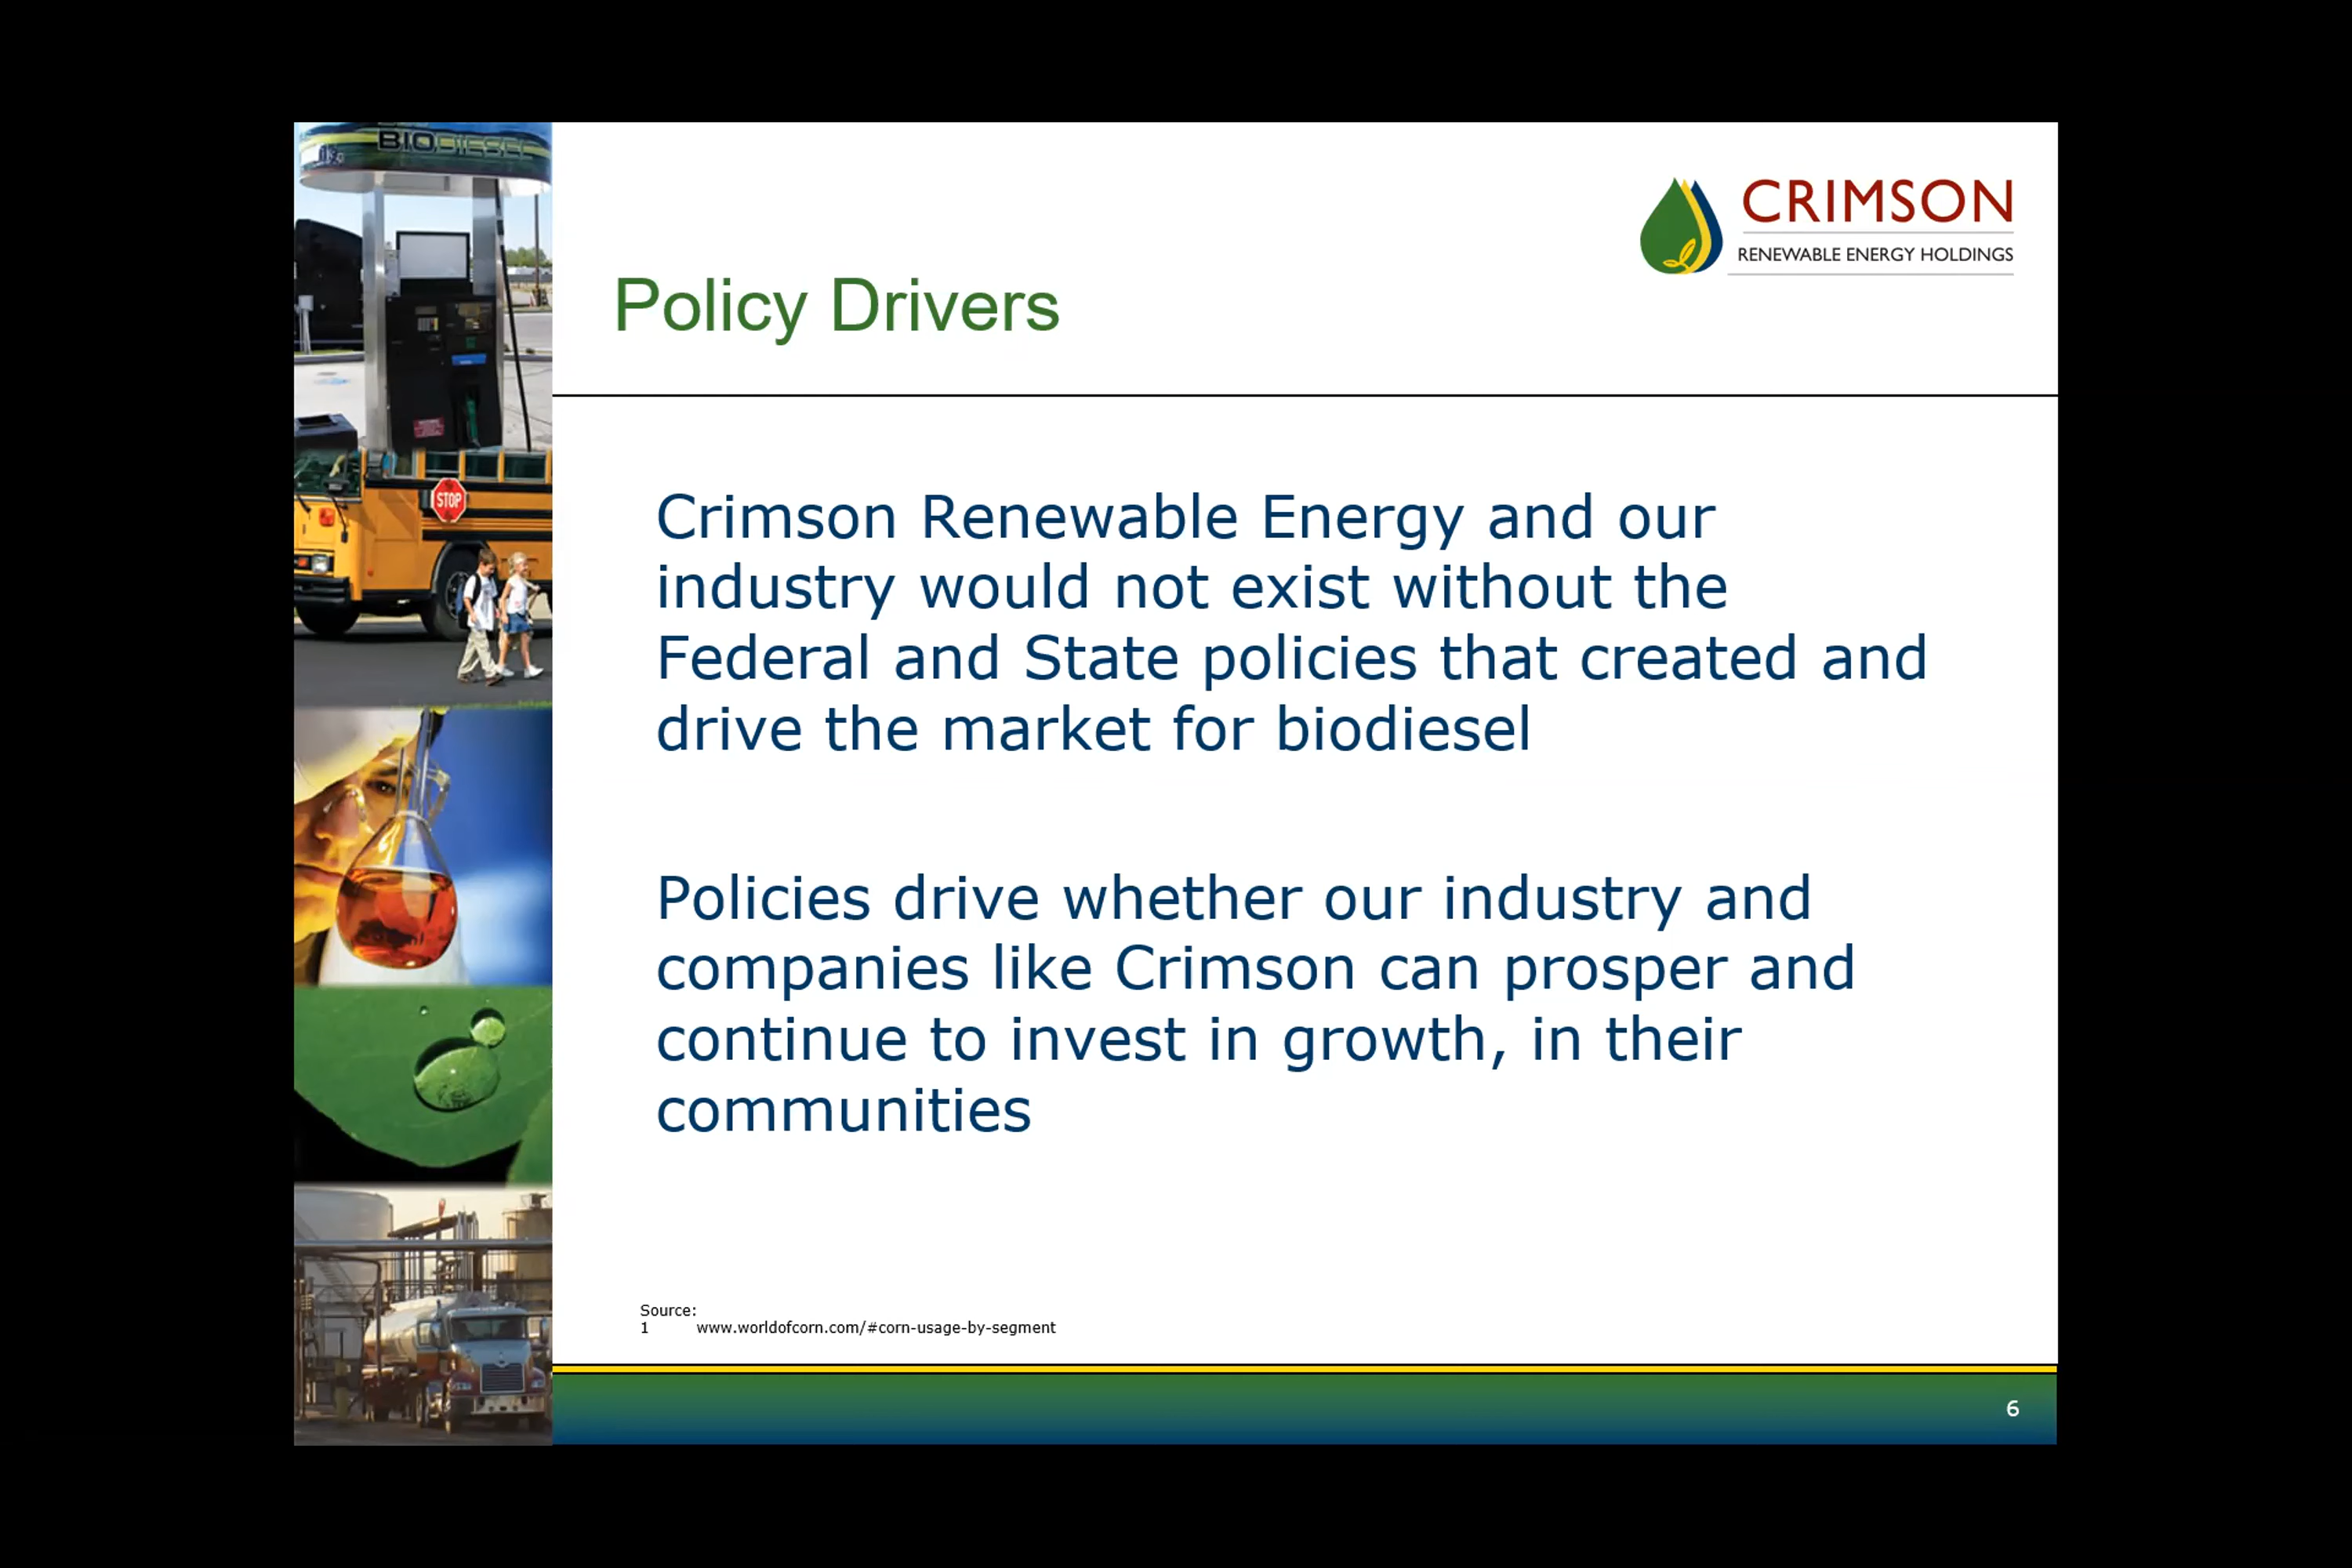 BIODIESEL
STOP
CRIMSON
RENEWABLE ENERGY HOLDINGS
Policy Drivers
Crimson Renewable Energy and our
industry would not exist without the
Federal and State policies that created and
drive the market for biodiesel
Policies drive whether our industry and
companies like Crimson can prosper and
continue to invest in growth, in their
communities
Source:
1 www.worldofcorn.com/#corn-usage-by-segment
6